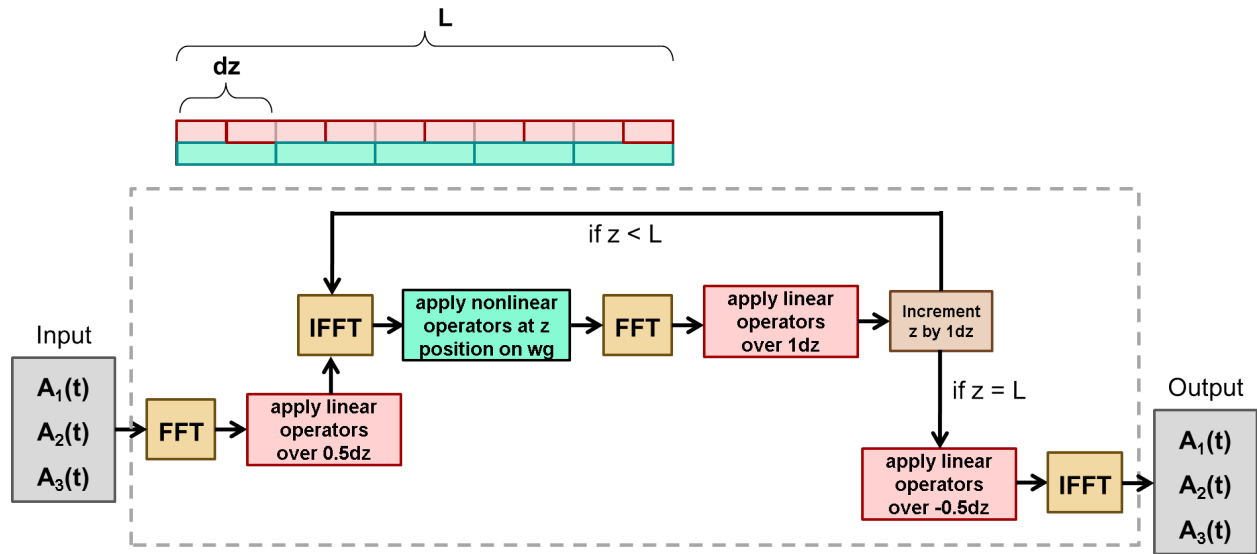 L
dz
if z < L
IFFT
apply nonlinear
operators at z
position on wg
FFT
apply linear
operators
over 1dz
Increment
z by 1dz
Input
A₁(t)
A₂(t)
A₃(t)
FFT
apply linear
operators
over 0.5dz
if z = L
apply linear
operators
over -0.5dz
IFFT
Output
A₁(t)
A₂(t)
A₃(t)